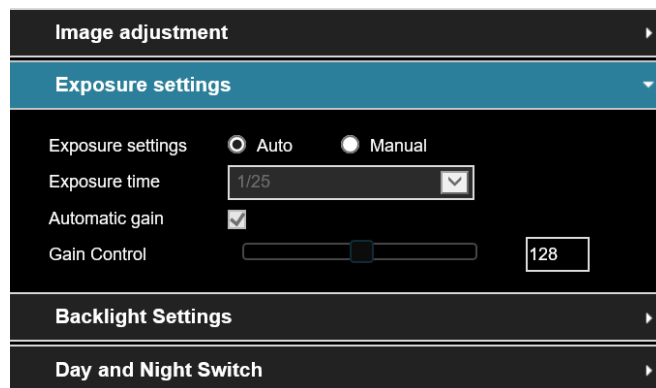 Image adjustment
Exposure settings
Exposure settings Auto Manual
Exposure time 1/25
Automatic gain
Gain Control 128
Backlight Settings
Day and Night Switch